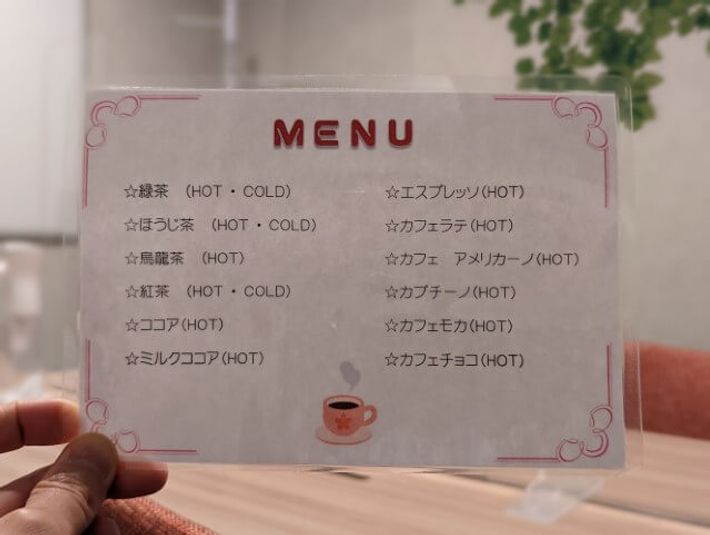 MENU
☆緑茶　（HOT・COLD）
☆ほうじ茶　（HOT・COLD）
☆烏龍茶　（HOT）
☆紅茶　（HOT・COLD）
☆ココア（HOT）
☆ミルクココア（HOT）
☆エスプレッソ（HOT）
☆カフェラテ（HOT）
☆カフェ　アメリカーノ（HOT）
☆カプチーノ（HOT）
☆カフェモカ（HOT）
☆カフェチョコ（HOT）